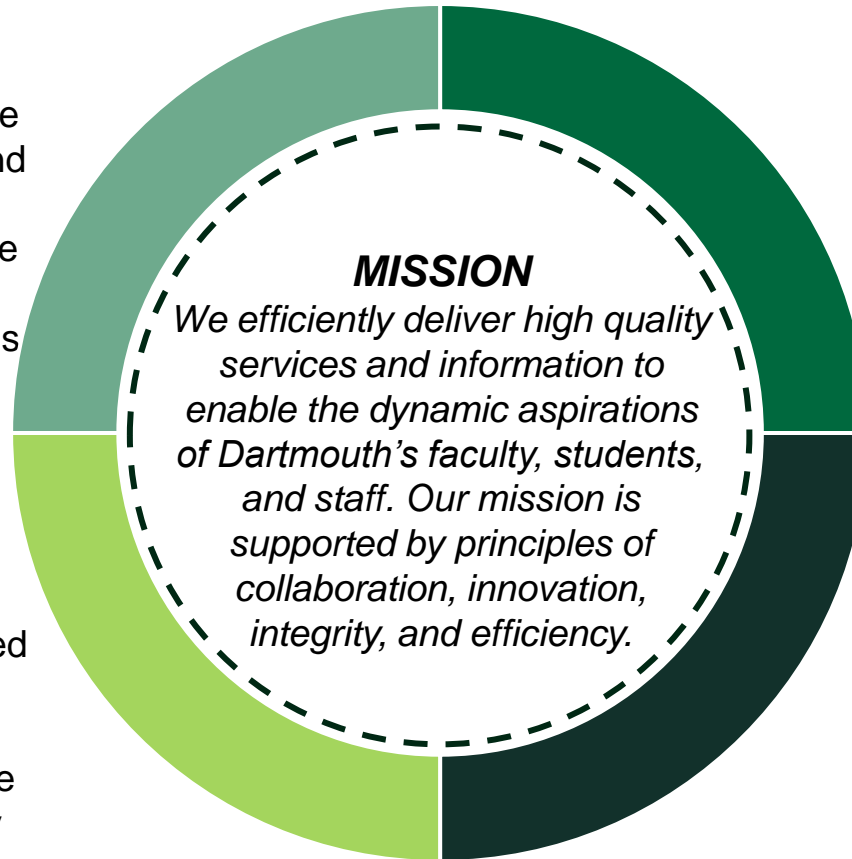 MISSION
We efficiently deliver high quality
services and information to
enable the dynamic aspirations
of Dartmouth’s faculty, students,
and staff. Our mission is
supported by principles of
collaboration, innovation,
integrity, and efficiency.